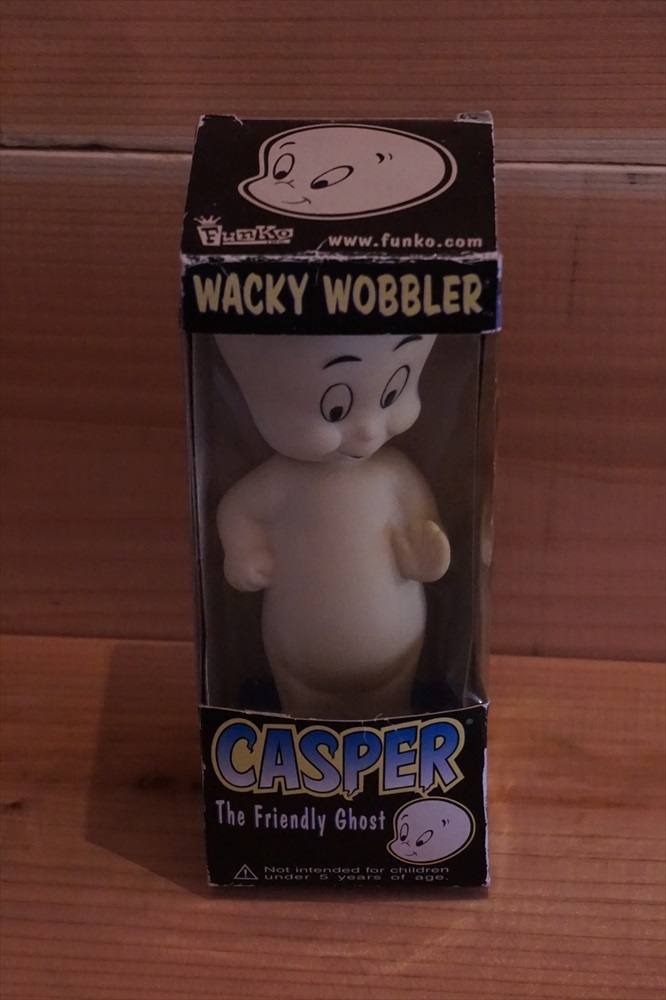 FunKo
www.funko.com
WACKY WOBBLER
CASPER®
The Friendly Ghost
Not intended for children
under 5 years of age.